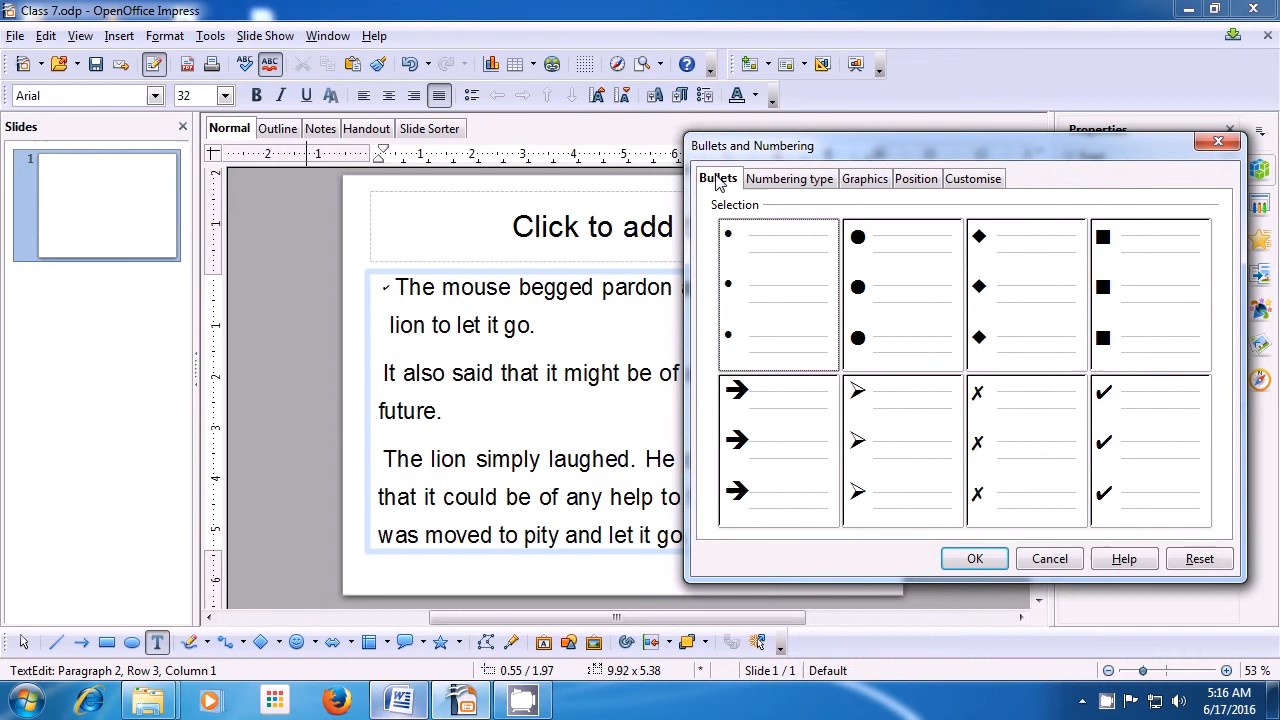 Class 7.odp - OpenOffice Impress
File Edit View Insert Format Tools Slide Show Window Help
Arial 32
Slides
Normal Outline Notes Handout Slide Sorter
Properties
1
Click to add
✓ The mouse begged pardon
lion to let it go.
It also said that it might be of
future.
The lion simply laughed. He
that it could be of any help to
was moved to pity and let it go
Bullets and Numbering
Bullets Numbering type Graphics Position Customise
Selection
OK Cancel Help Reset
TextEdit: Paragraph 2, Row 3, Column 1 0.55 / 1.97 9.92 x 5.38 * Slide 1 / 1 Default 53 %
5:16 AM
6/17/2016